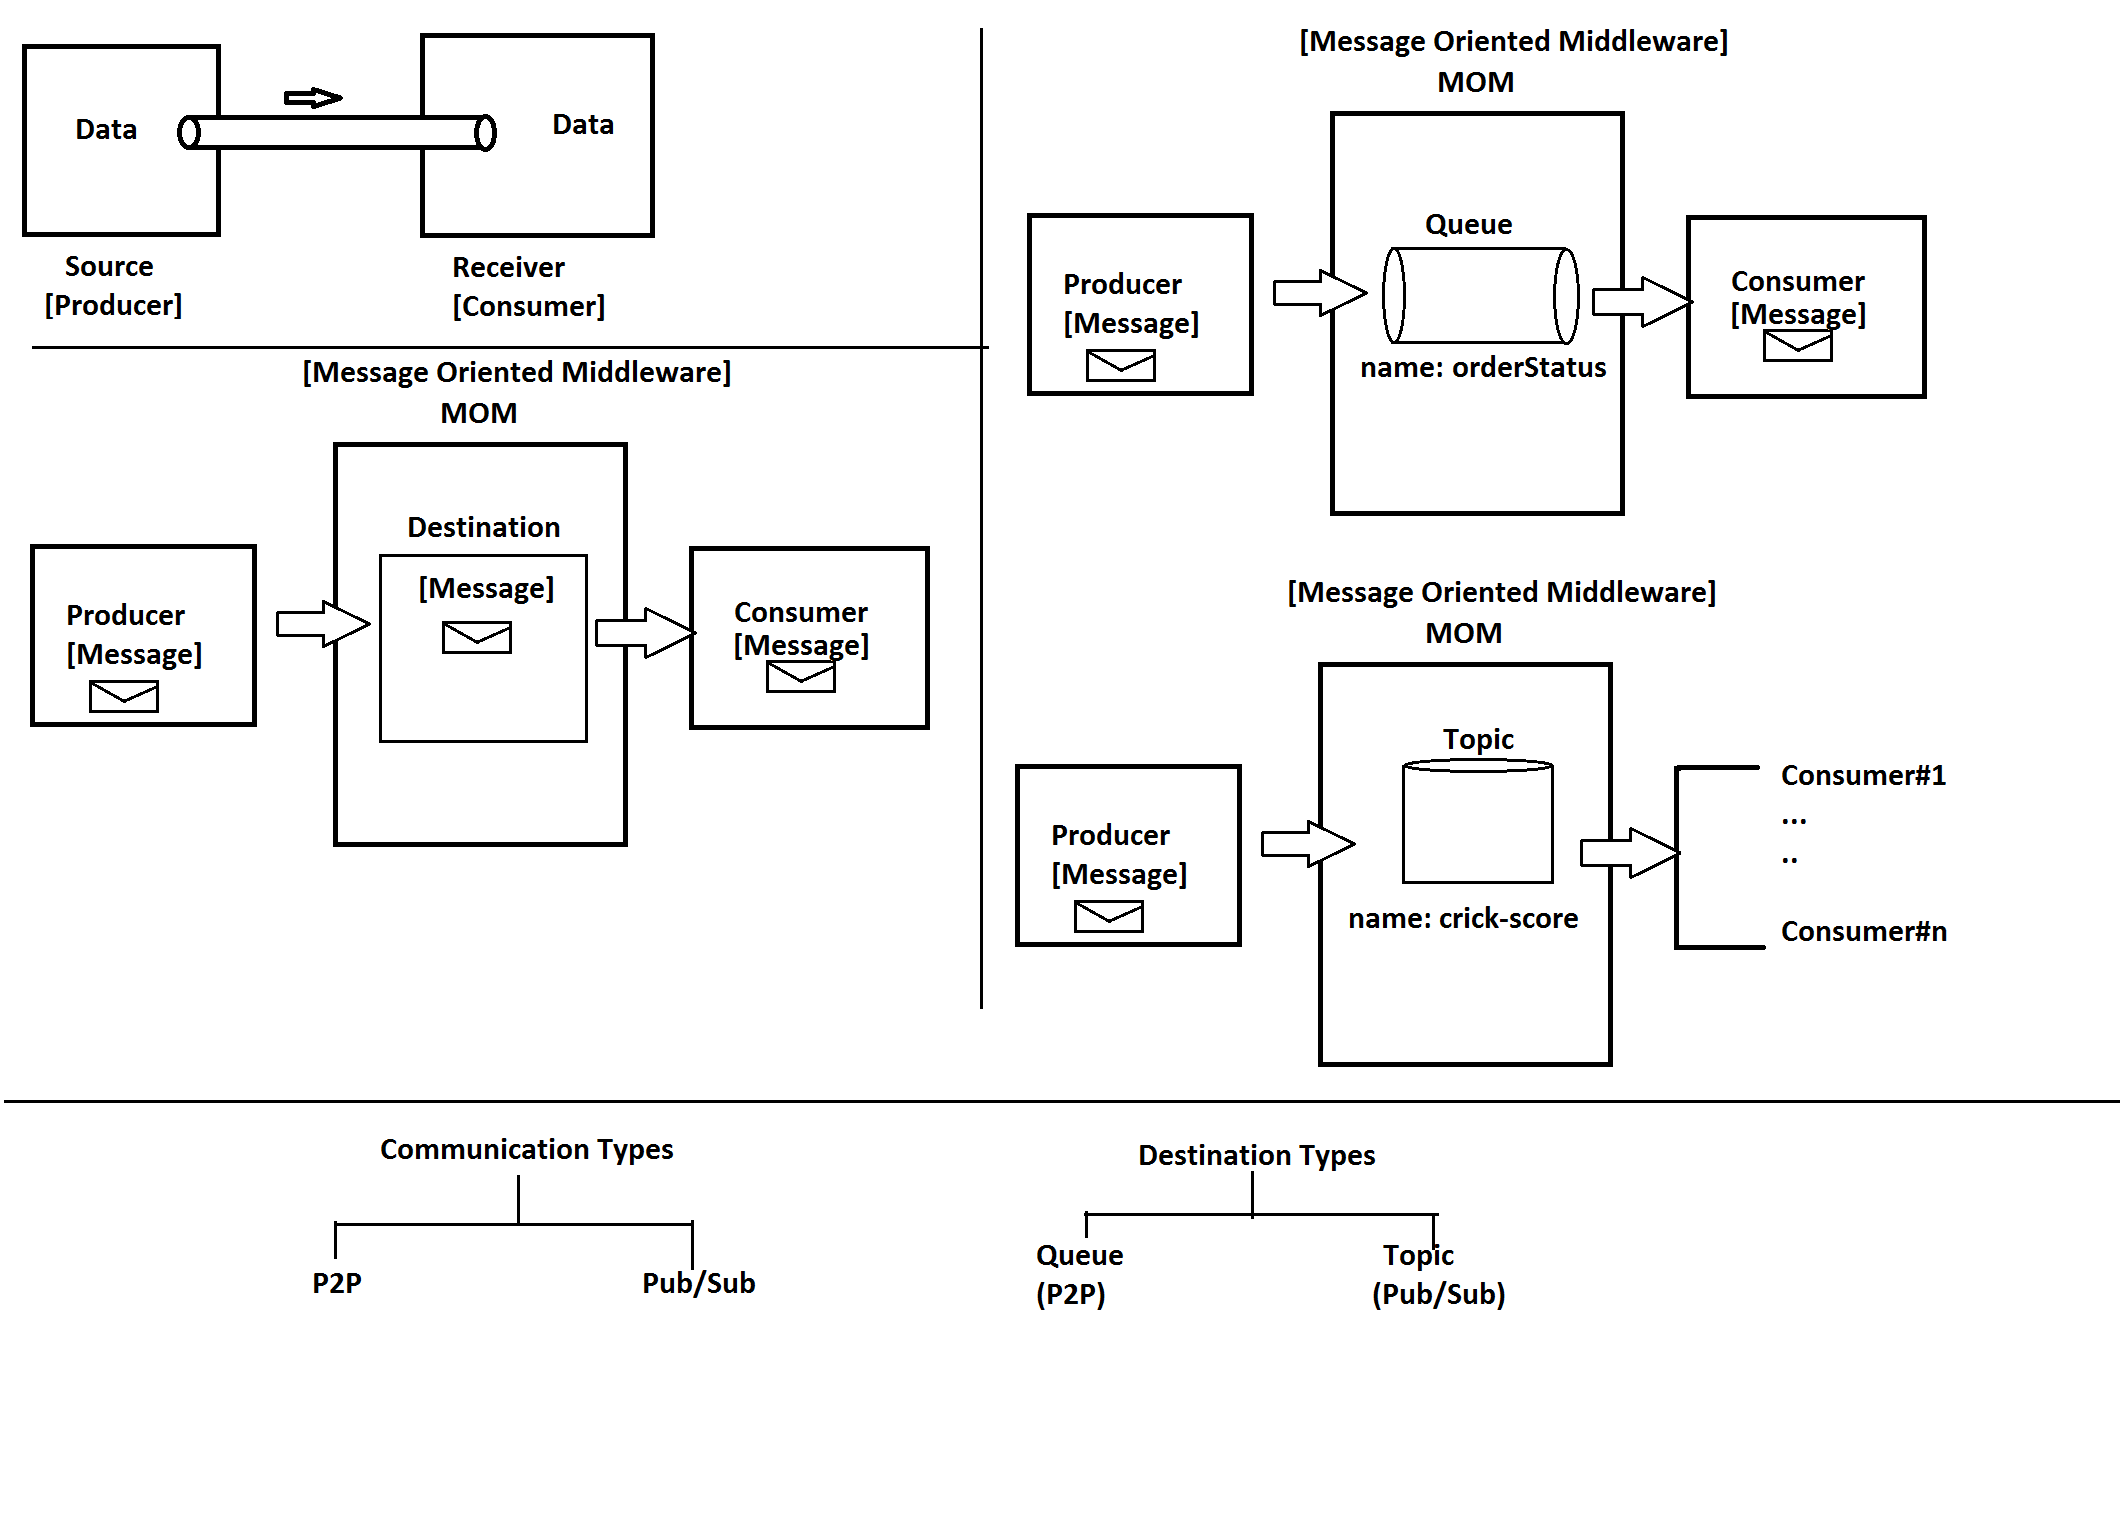 Data
Data
Source
[Producer]
Receiver
[Consumer]
[Message Oriented Middleware]
MOM
Destination
[Message]
Producer
[Message]
Consumer
[Message]
[Message Oriented Middleware]
MOM
Queue
Producer
[Message]
Consumer
[Message]
name: orderStatus
[Message Oriented Middleware]
MOM
Topic
Producer
[Message]
name: crick-score
Consumer#1
...
..
Consumer#n
Communication Types
P2P
Pub/Sub
Destination Types
Queue
(P2P)
Topic
(Pub/Sub)